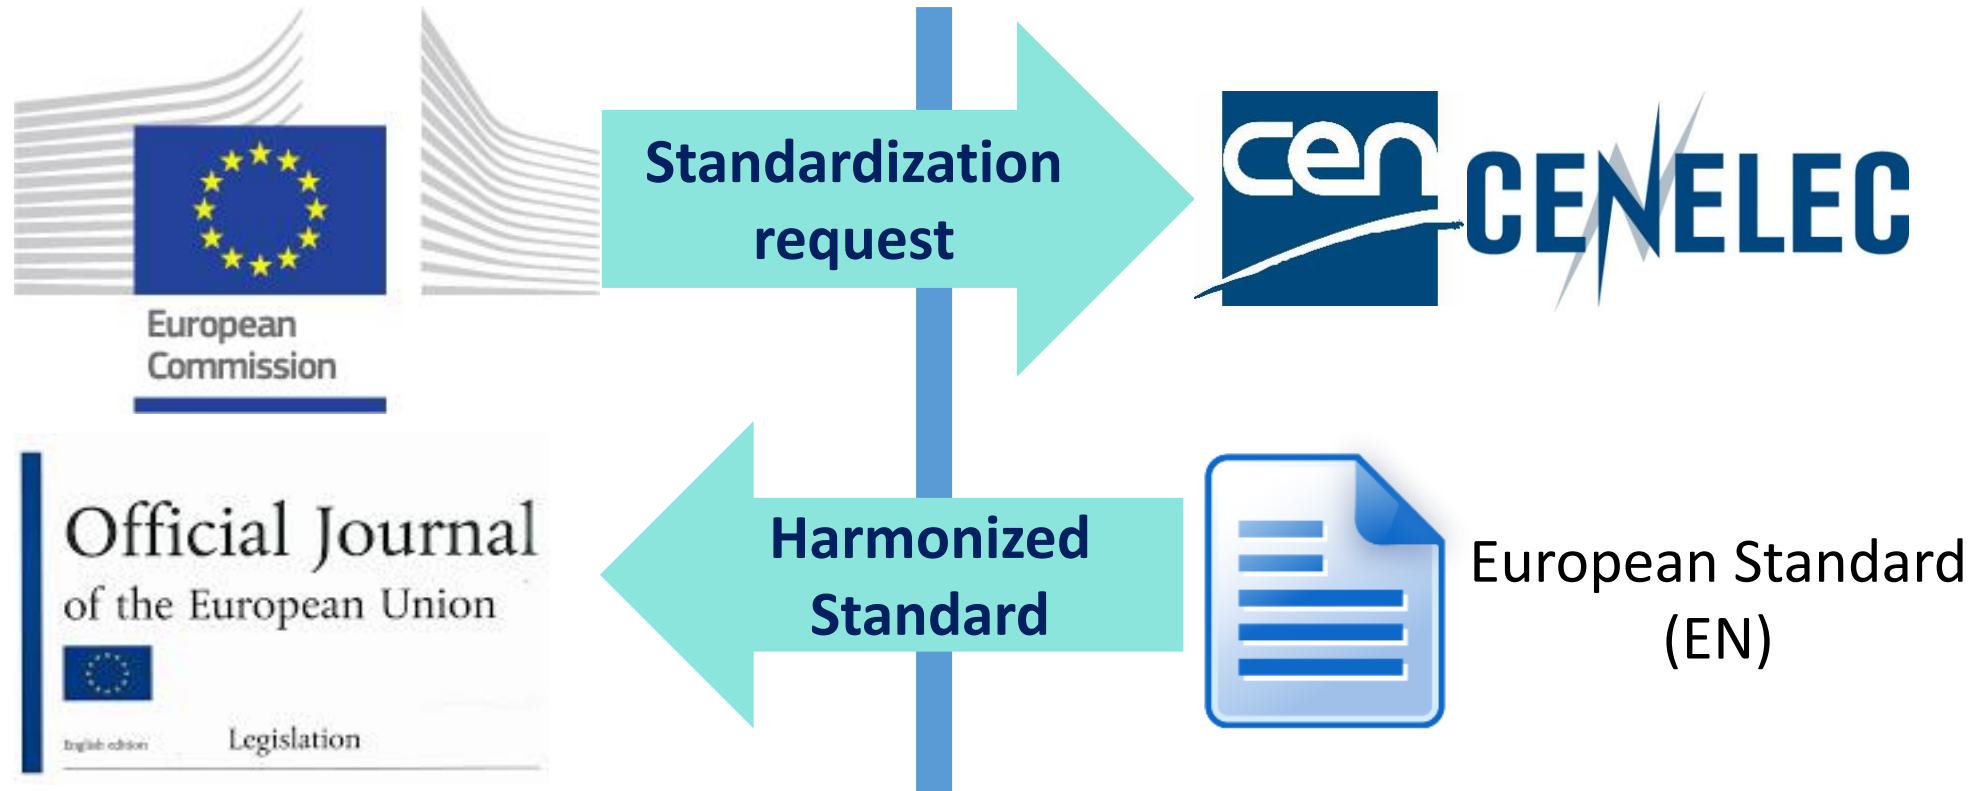 European
Commission
Standardization
request
cen
CENELEC
Official Journal
of the European Union
English edition
Legislation
Harmonized
Standard
European Standard
(EN)